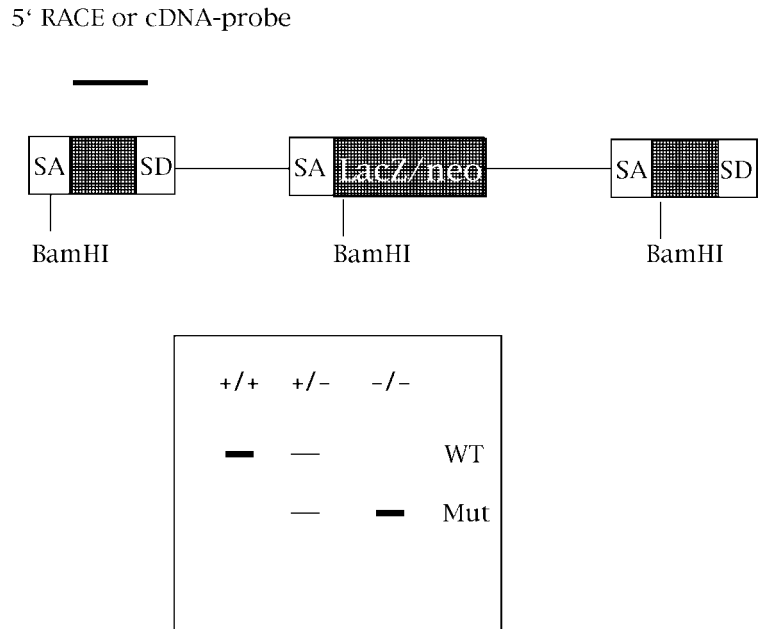 5‘ RACE or cDNA-probe
SA SD SA LacZ/neo SA SD
BamHI BamHI BamHI
+/+ +/- -/-
WT
Mut